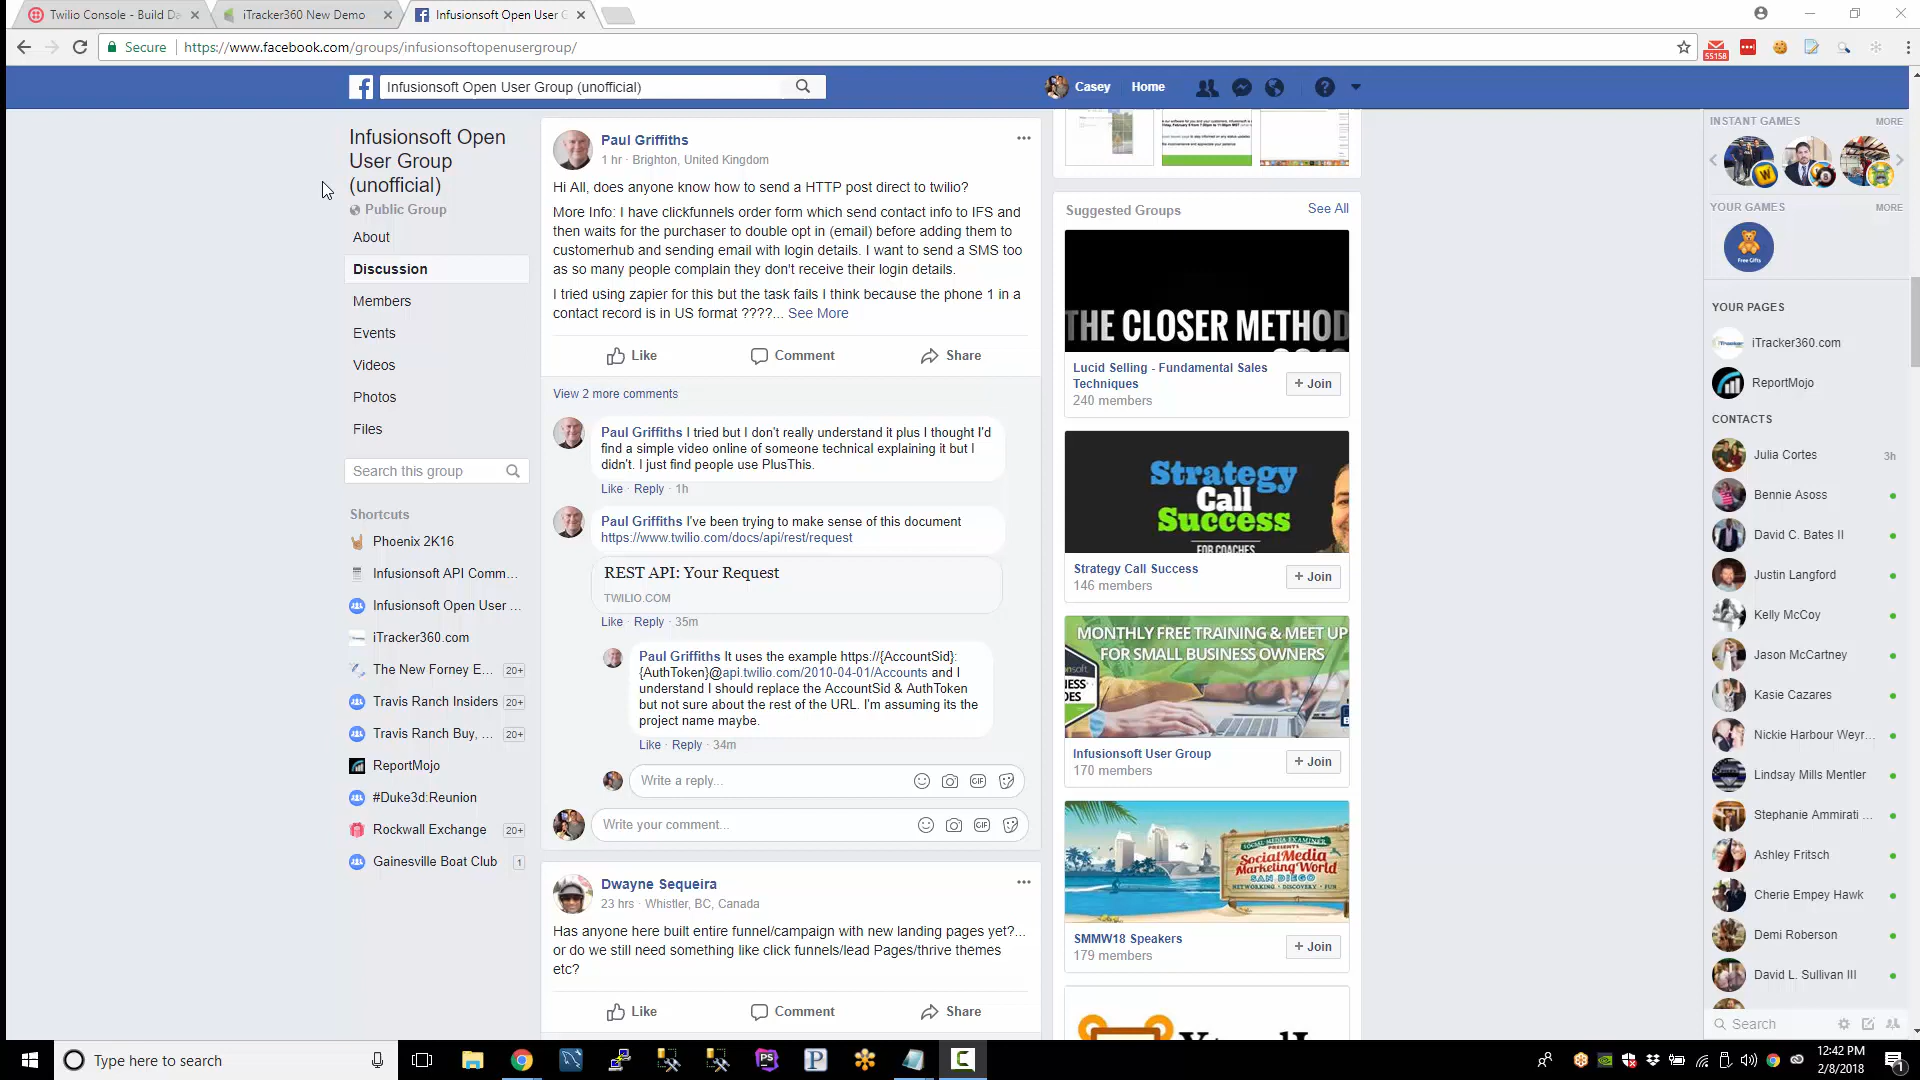 Twilio Console - Build Da
iTracker360 New Demo
Infusionsoft Open User G
Secure
https://www.facebook.com/groups/infusionsoftopenusergroup/
55158
Infusionsoft Open User Group (unofficial)
Casey
Home
Infusionsoft Open
User Group
(unofficial)
Public Group
About
Discussion
Members
Events
Videos
Photos
Files
Search this group
Shortcuts
Phoenix 2K16
Infusionsoft API Comm...
Infusionsoft Open User ...
iTracker360.com
The New Forney E... 20+
Travis Ranch Insiders 20+
Travis Ranch Buy, ... 20+
ReportMojo
#Duke3d:Reunion
Rockwall Exchange 20+
Gainesville Boat Club 1
Paul Griffiths
1 hr · Brighton, United Kingdom
Hi All, does anyone know how to send a HTTP post direct to twilio?
More Info: I have clickfunnels order form which send contact info to IFS and
then waits for the purchaser to double opt in (email) before adding them to
customerhub and sending email with login details. I want to send a SMS too
as so many people complain they don't receive their login details.
I tried using zapier for this but the task fails I think because the phone 1 in a
contact record is in US format ????... See More
Like Comment Share
View 2 more comments
Paul Griffiths I tried but I don't really understand it plus I thought I'd
find a simple video online of someone technical explaining it but I
didn't. I just find people use PlusThis.
Like · Reply · 1h
Paul Griffiths I've been trying to make sense of this document
https://www.twilio.com/docs/api/rest/request
REST API: Your Request
TWILIO.COM
Like · Reply · 35m
Paul Griffiths It uses the example https://{AccountSid}:
{AuthToken}@api.twilio.com/2010-04-01/Accounts and I
understand I should replace the AccountSid & AuthToken
but not sure about the rest of the URL. I'm assuming its the
project name maybe.
Like · Reply · 34m
Write a reply...
GIF
Write your comment...
GIF
Dwayne Sequeira
23 hrs · Whistler, BC, Canada
Has anyone here built entire funnel/campaign with new landing pages yet?...
or do we still need something like click funnels/lead Pages/thrive themes
etc?
Like Comment Share
Suggested Groups
See All
THE CLOSER METHOD
Lucid Selling - Fundamental Sales
Techniques
240 members
+ Join
Strategy
Call
Success
FOR COACHES
Strategy Call Success
146 members
+ Join
MONTHLY FREE TRAINING & MEET UP
FOR SMALL BUSINESS OWNERS
Infusionsoft User Group
170 members
+ Join
SOCIAL MEDIA EXAMINER
PRESENTS
Social Media
Marketing World
SAN DIEGO
NETWORKING • DISCOVERY • FUN
SMMW18 Speakers
179 members
+ Join
INSTANT GAMES
MORE
YOUR GAMES
MORE
Free Gifts
YOUR PAGES
iTracker360.com
ReportMojo
CONTACTS
Julia Cortes 3h
Bennie Asoss
David C. Bates II
Justin Langford
Kelly McCoy
Jason McCartney
Kasie Cazares
Nickie Harbour Weyr...
Lindsay Mills Mentler
Stephanie Ammirati ...
Ashley Fritsch
Cherie Empey Hawk
Demi Roberson
David L. Sullivan III
Search
Type here to search
12:42 PM
2/8/2018
1